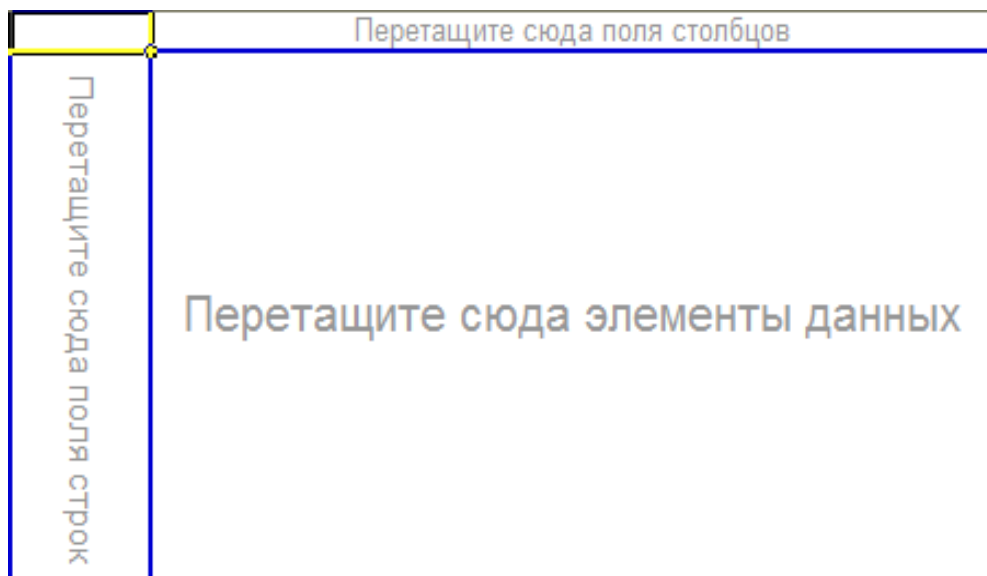 Перетащите сюда поля столбцов
Перетащите сюда поля строк
Перетащите сюда элементы данных